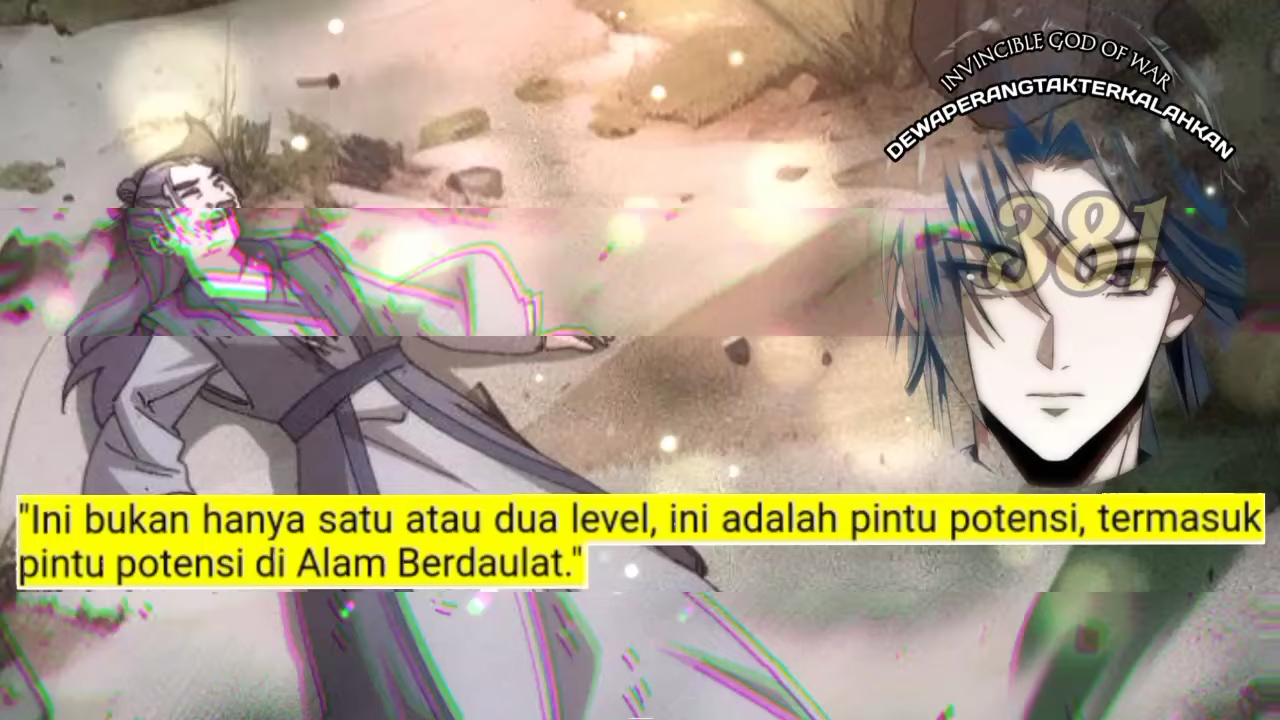 INVINCIBLE GOD OF WAR
DEWAPERANGTAKTERKALAHKAN
381
"Ini bukan hanya satu atau dua level, ini adalah pintu potensi, termasuk
pintu potensi di Alam Berdaulat."